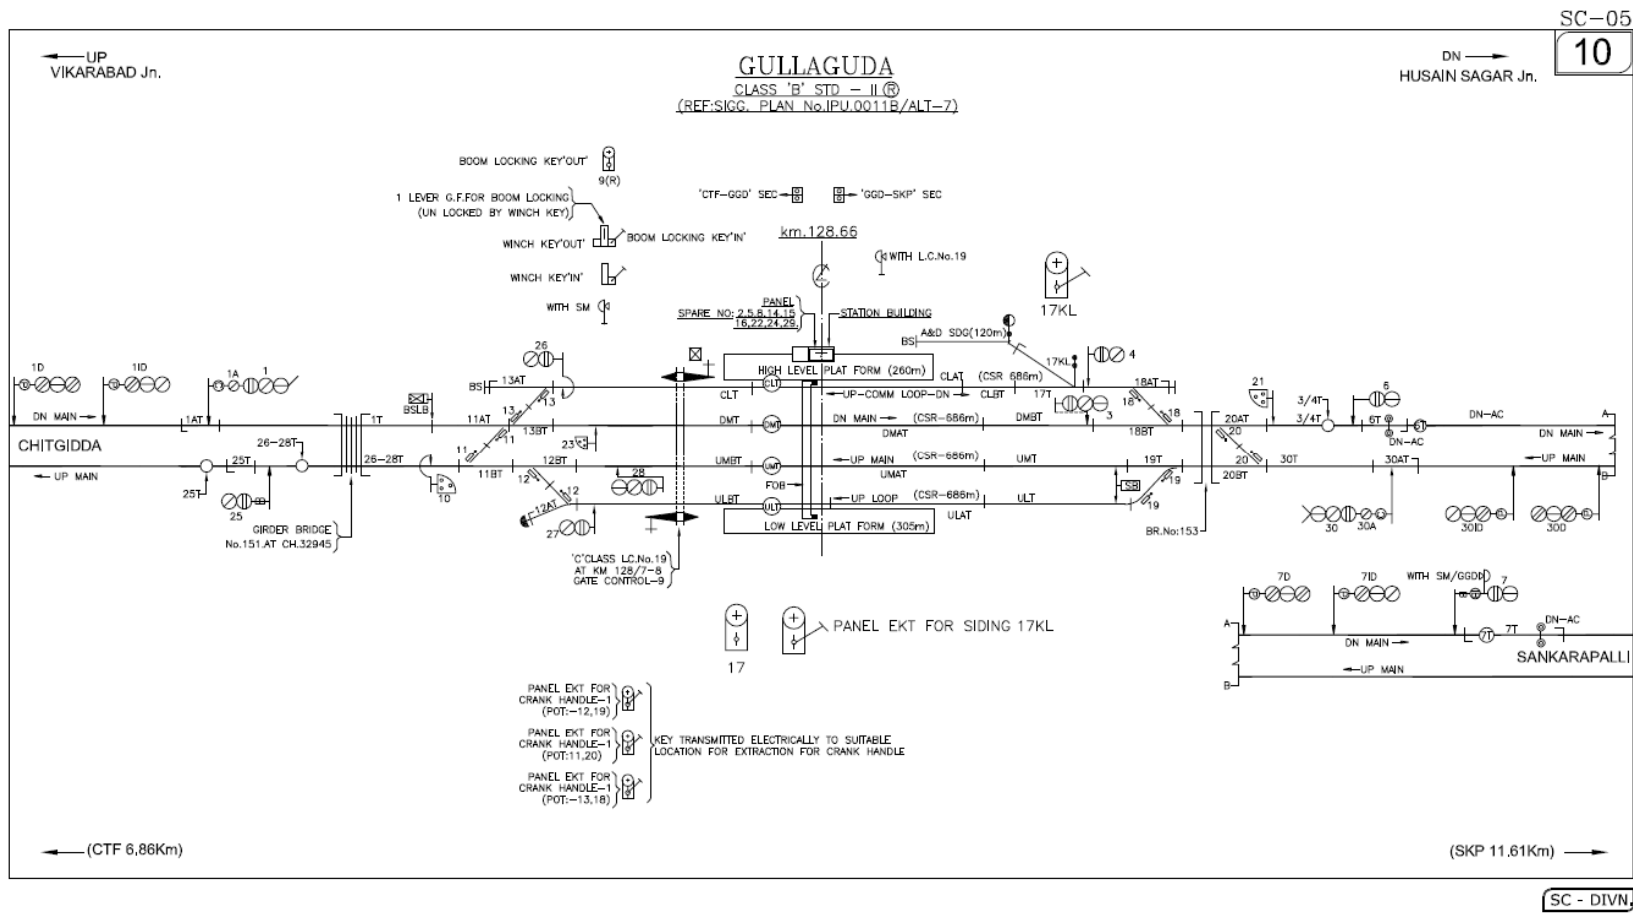 SC-05
10
UP
VIKARABAD Jn.
DN
HUSAIN SAGAR Jn.
GULLAGUDA
CLASS 'B' STD - II Ⓡ
(REF:SIGG. PLAN No.IPU.0011B/ALT-7)
BOOM LOCKING KEY'OUT'
9(R)
1 LEVER G.F.FOR BOOM LOCKING
(UN LOCKED BY WINCH KEY)
WINCH KEY'OUT'
BOOM LOCKING KEY'IN'
WINCH KEY'IN'
WITH SM
'CTF-GGD' SEC
'GGD-SKP' SEC
km.128.66
WITH L.C.No.19
17KL
PANEL
SPARE NO: 2,5,8,14,15
16,22,24,29,
STATION BUILDING
A&D SDG(120m)
BS
17KL
4
26
HIGH LEVEL PLAT FORM (260m)
1D
1ID
1A
1
BS
13AT
13
CLT
CLT
CLAT
(CSR 686m)
UP-COMM LOOP-DN
CLBT
17T
18AT
18
18
21
3/4T
6
DN MAIN
1AT
1T
BSLB
11AT
13
13BT
23
DMT
DMT
DN MAIN
(CSR-686m)
DMAT
DMBT
3
18BT
20AT
20
3/4T
6T
DN-AC
DN-AC
6T
DN MAIN
A
CHITGIDDA
26-28T
25T
26-28T
11
11
11BT
12BT
UMBT
UMT
UP MAIN
(CSR-686m)
UMAT
UMT
19T
20
20BT
30T
30AT
UP MAIN
B
UP MAIN
25T
25
10
12
12
12AT
28
27
ULBT
ULT
FOB
UP LOOP
(CSR-686m)
ULAT
ULT
SB
19
19
BR.No:153
30
30A
30ID
30D
GIRDER BRIDGE
No.151.AT CH.32945
LOW LEVEL PLAT FORM (305m)
'C'CLASS L.C.No.19
AT KM 128/7-8
GATE CONTROL-9
7D
7ID
WITH SM/GGD
7
A
DN MAIN
7T
7T
DN-AC
SANKARAPALLI
UP MAIN
B
17
PANEL EKT FOR SIDING 17KL
PANEL EKT FOR
CRANK HANDLE-1
(POT:-12,19)
PANEL EKT FOR
CRANK HANDLE-1
(POT:11,20)
PANEL EKT FOR
CRANK HANDLE-1
(POT:-13,18)
KEY TRANSMITTED ELECTRICALLY TO SUITABLE
LOCATION FOR EXTRACTION FOR CRANK HANDLE
(CTF 6,86Km)
(SKP 11.61Km)
SC - DIVN.